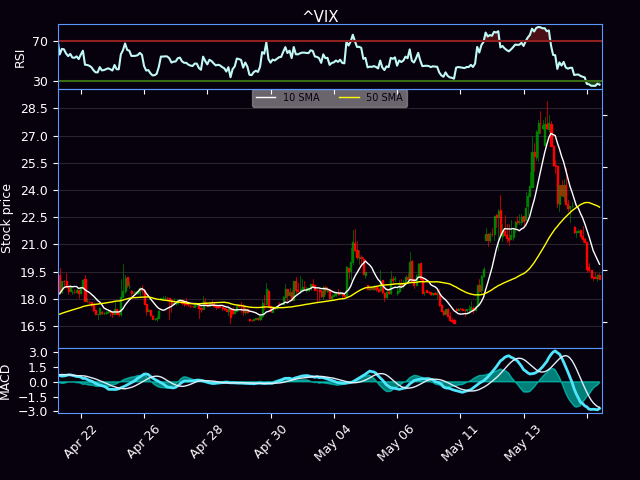 ^VIX
RSI
70
30
10 SMA 50 SMA
Stock price
28.5
27.0
25.5
24.0
22.5
21.0
19.5
18.0
16.5
MACD
3.0
1.5
0.0
−1.5
−3.0
Apr 22 Apr 26 Apr 28 Apr 30 May 04 May 06 May 11 May 13